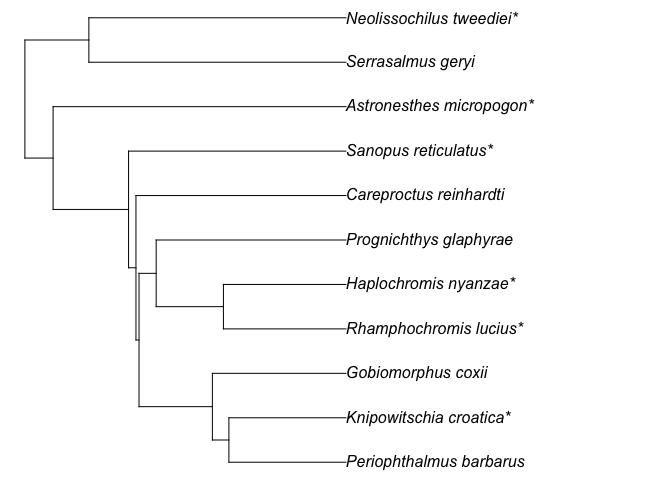 Neolissochilus tweediei*
Serrasalmus geryi
Astronesthes micropogon*
Sanopus reticulatus*
Careproctus reinhardti
Prognichthys glaphyrae
Haplochromis nyanzae*
Rhamphochromis lucius*
Gobiomorphus coxii
Knipowitschia croatica*
Periophthalmus barbarus